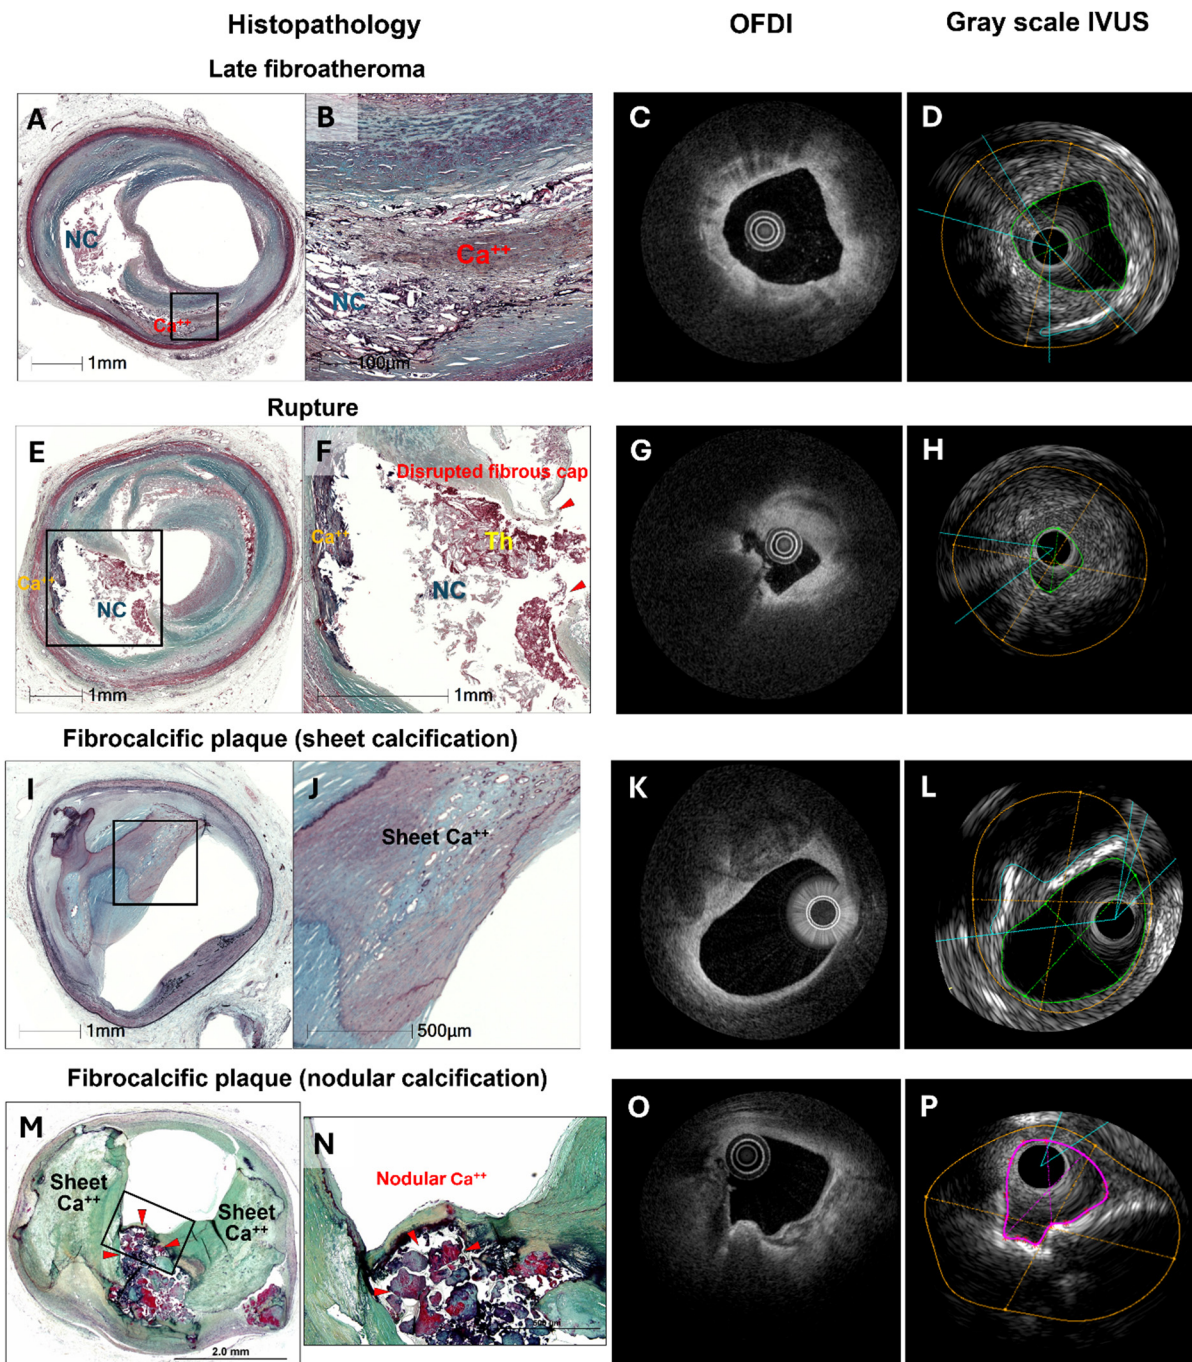 Histopathology
OFDI
Gray scale IVUS
Late fibroatheroma
A
NC
Ca⁺⁺
1mm
B
Ca⁺⁺
NC
100μm
C
D
Rupture
E
Ca⁺⁺
NC
1mm
F
Disrupted fibrous cap
Ca⁺⁺
Th
NC
1mm
G
H
Fibrocalcific plaque (sheet calcification)
I
1mm
J
Sheet Ca⁺⁺
500μm
K
L
Fibrocalcific plaque (nodular calcification)
M
Sheet
Ca⁺⁺
Sheet
Ca⁺⁺
2.0 mm
N
Nodular Ca⁺⁺
O
P